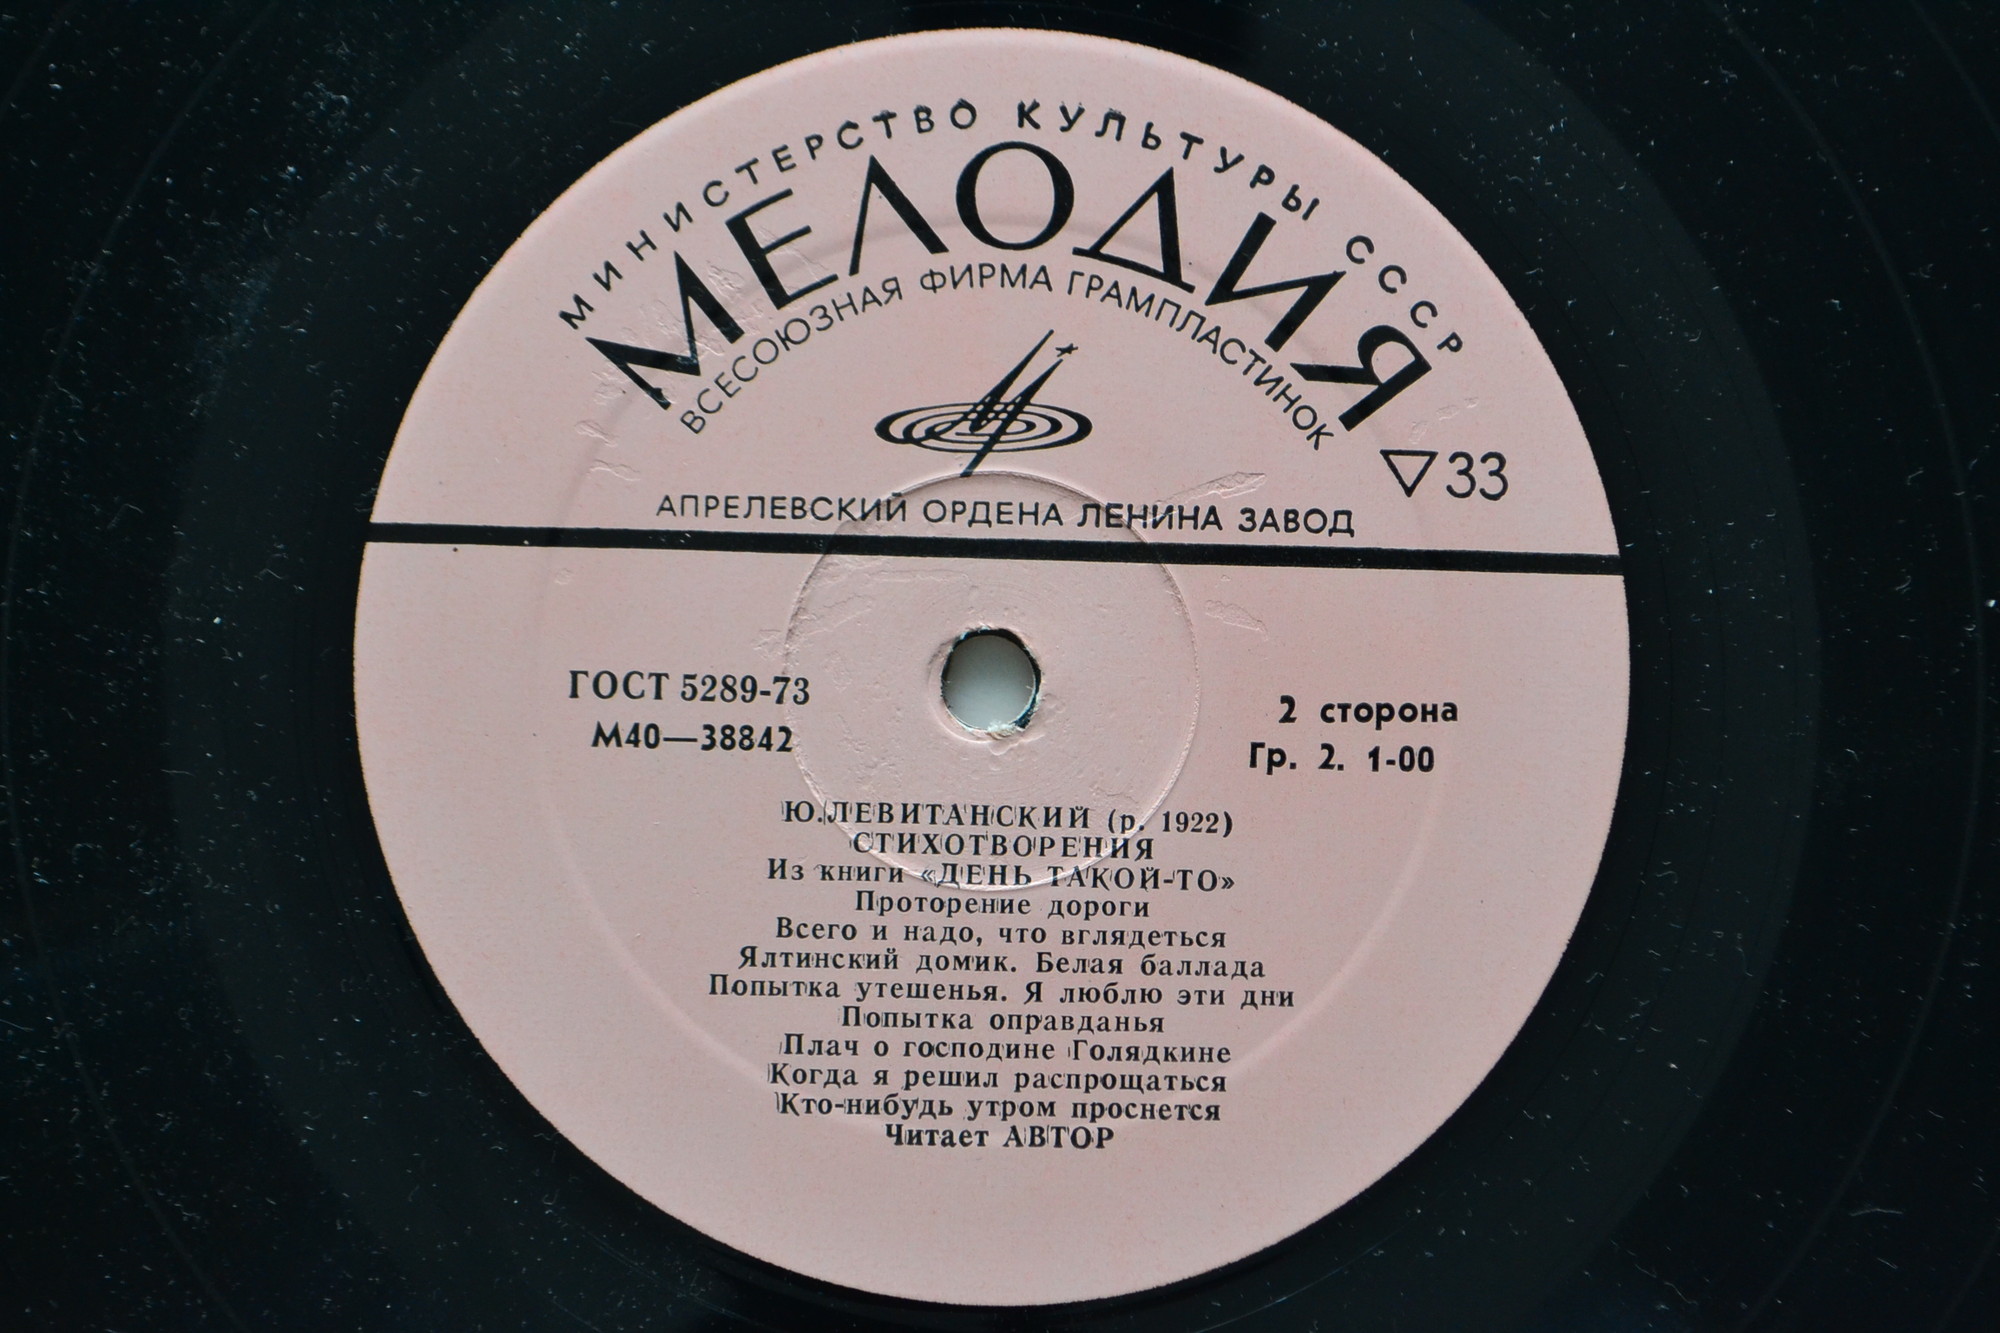 МИНИСТЕРСТВО КУЛЬТУРЫ СССР
МЕЛОДИЯ
ВСЕСОЮЗНАЯ ФИРМА ГРАМПЛАСТИНОК
▽33
АПРЕЛЕВСКИЙ ОРДЕНА ЛЕНИНА ЗАВОД
ГОСТ 5289-73
М40—38842
2 сторона
Гр. 2. 1-00
Ю.ЛЕВИТАНСКИЙ (р. 1922)
СТИХОТВОРЕНИЯ
Из книги «ДЕНЬ ТАКОЙ-ТО»
Проторение дороги
Всего и надо, что вглядеться
Ялтинский домик. Белая баллада
Попытка утешенья. Я люблю эти дни
Попытка оправданья
Плач о господине Голядкине
Когда я решил распрощаться
Кто-нибудь утром проснется
Читает АВТОР